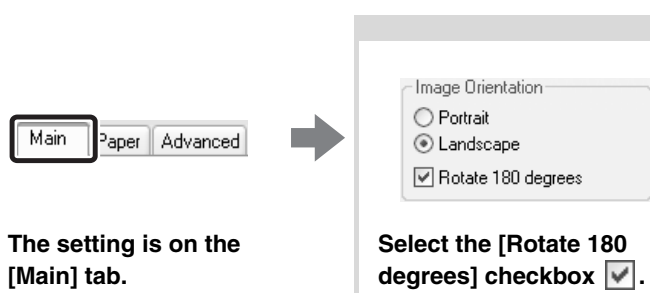 Main Paper Advanced
The setting is on the
[Main] tab.
Image Orientation
Portrait
Landscape
Rotate 180 degrees
Select the [Rotate 180
degrees] checkbox .